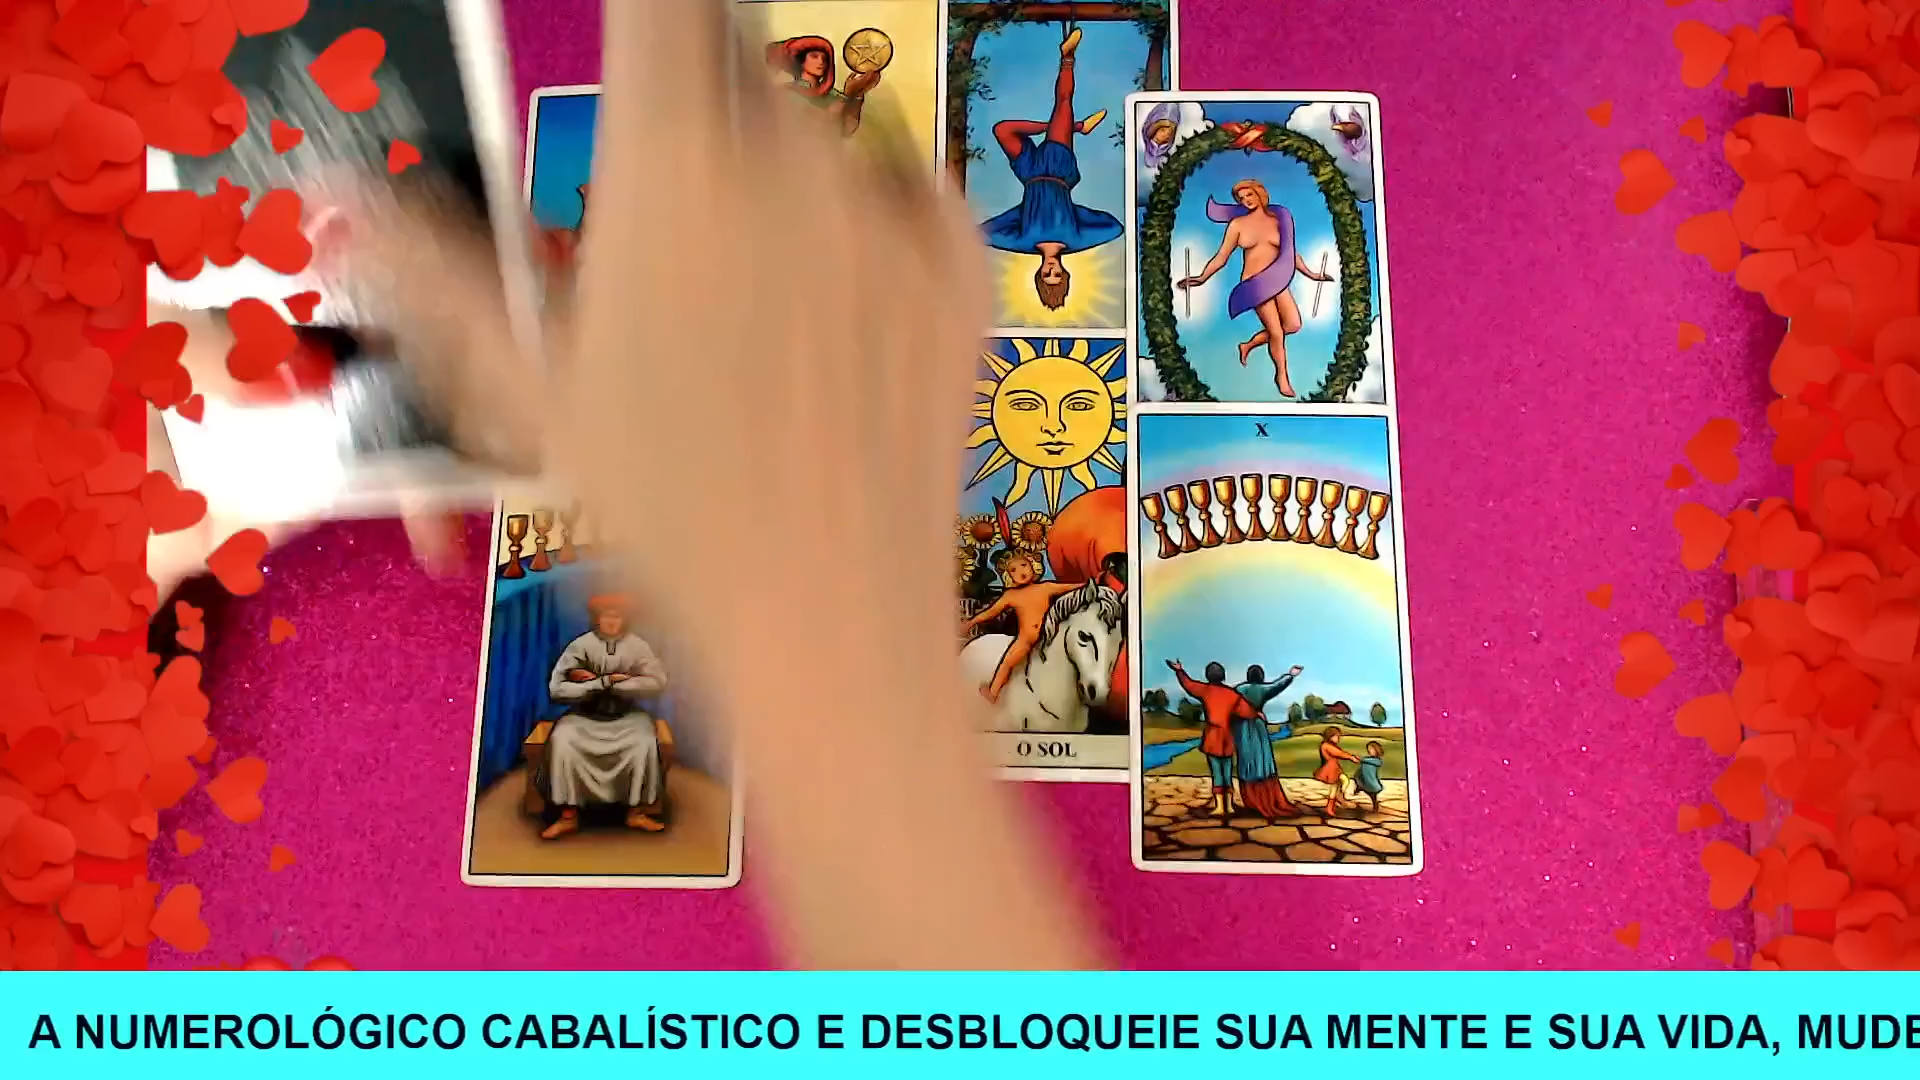 X
O SOL
A NUMEROLÓGICO CABALÍSTICO E DESBLOQUEIE SUA MENTE E SUA VIDA, MUDE